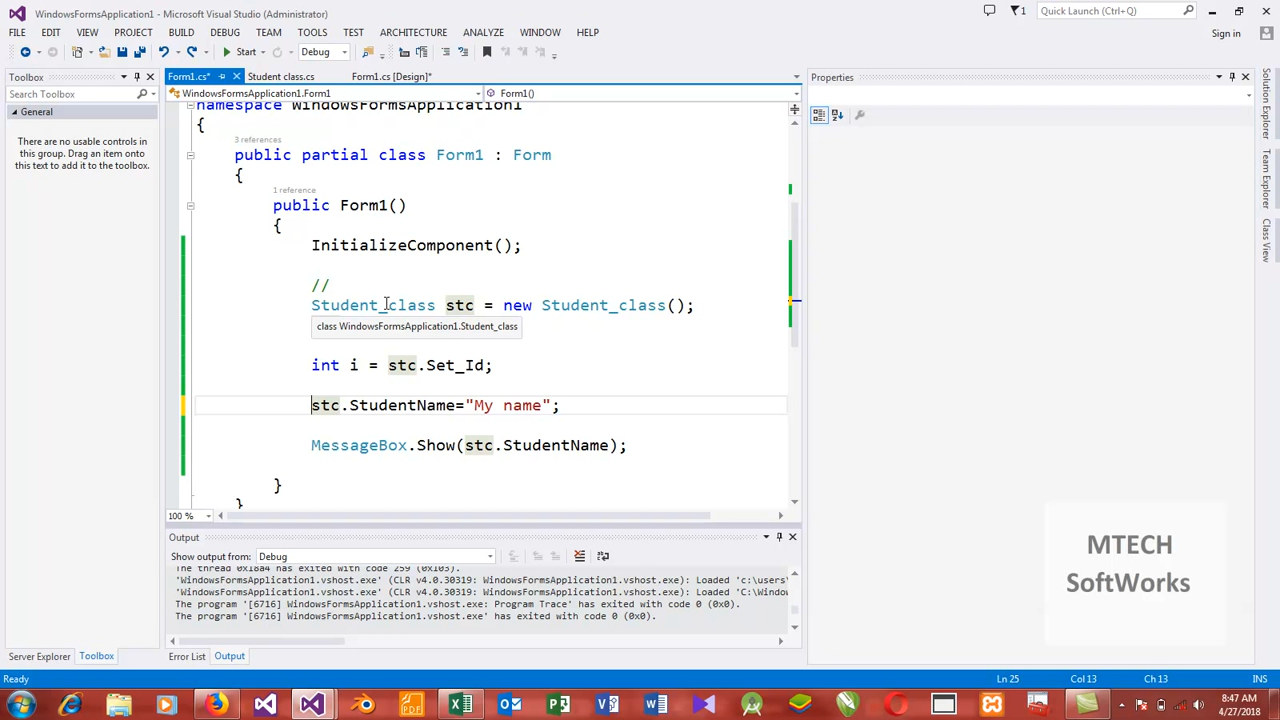 WindowsFormsApplication1 - Microsoft Visual Studio (Administrator)
1
Quick Launch (Ctrl+Q)
FILE EDIT VIEW PROJECT BUILD DEBUG TEAM TOOLS TEST ARCHITECTURE ANALYZE WINDOW HELP
Sign in
Start
Debug
Toolbox
Form1.cs*
Student class.cs
Form1.cs [Design]*
Properties
Search Toolbox
WindowsFormsApplication1.Form1
Form1()
General
There are no usable controls in
this group. Drag an item onto
this text to add it to the toolbox.
namespace WindowsFormsApplication1
{
3 references
public partial class Form1 : Form
{
1 reference
public Form1()
{
InitializeComponent();
//
Student_class stc = new Student_class();
class WindowsFormsApplication1.Student_class
int i = stc.Set_Id;
stc.StudentName="My name";
MessageBox.Show(stc.StudentName);
}
}
100 %
Solution Explorer
Team Explorer
Class View
Output
Show output from:
Debug
The thread 0x18a4 has exited with code 259 (0x103).
'WindowsFormsApplication1.vshost.exe' (CLR v4.0.30319: WindowsFormsApplication1.vshost.exe): Loaded 'c:\users\
'WindowsFormsApplication1.vshost.exe' (CLR v4.0.30319: WindowsFormsApplication1.vshost.exe): Loaded 'C:\Window
The program '[6716] WindowsFormsApplication1.vshost.exe: Program Trace' has exited with code 0 (0x0).
The program '[6716] WindowsFormsApplication1.vshost.exe' has exited with code 0 (0x0).
MTECH
SoftWorks
Server Explorer
Toolbox
Error List
Output
Ready
Ln 25
Col 13
Ch 13
INS
PDF
8:47 AM
4/27/2018